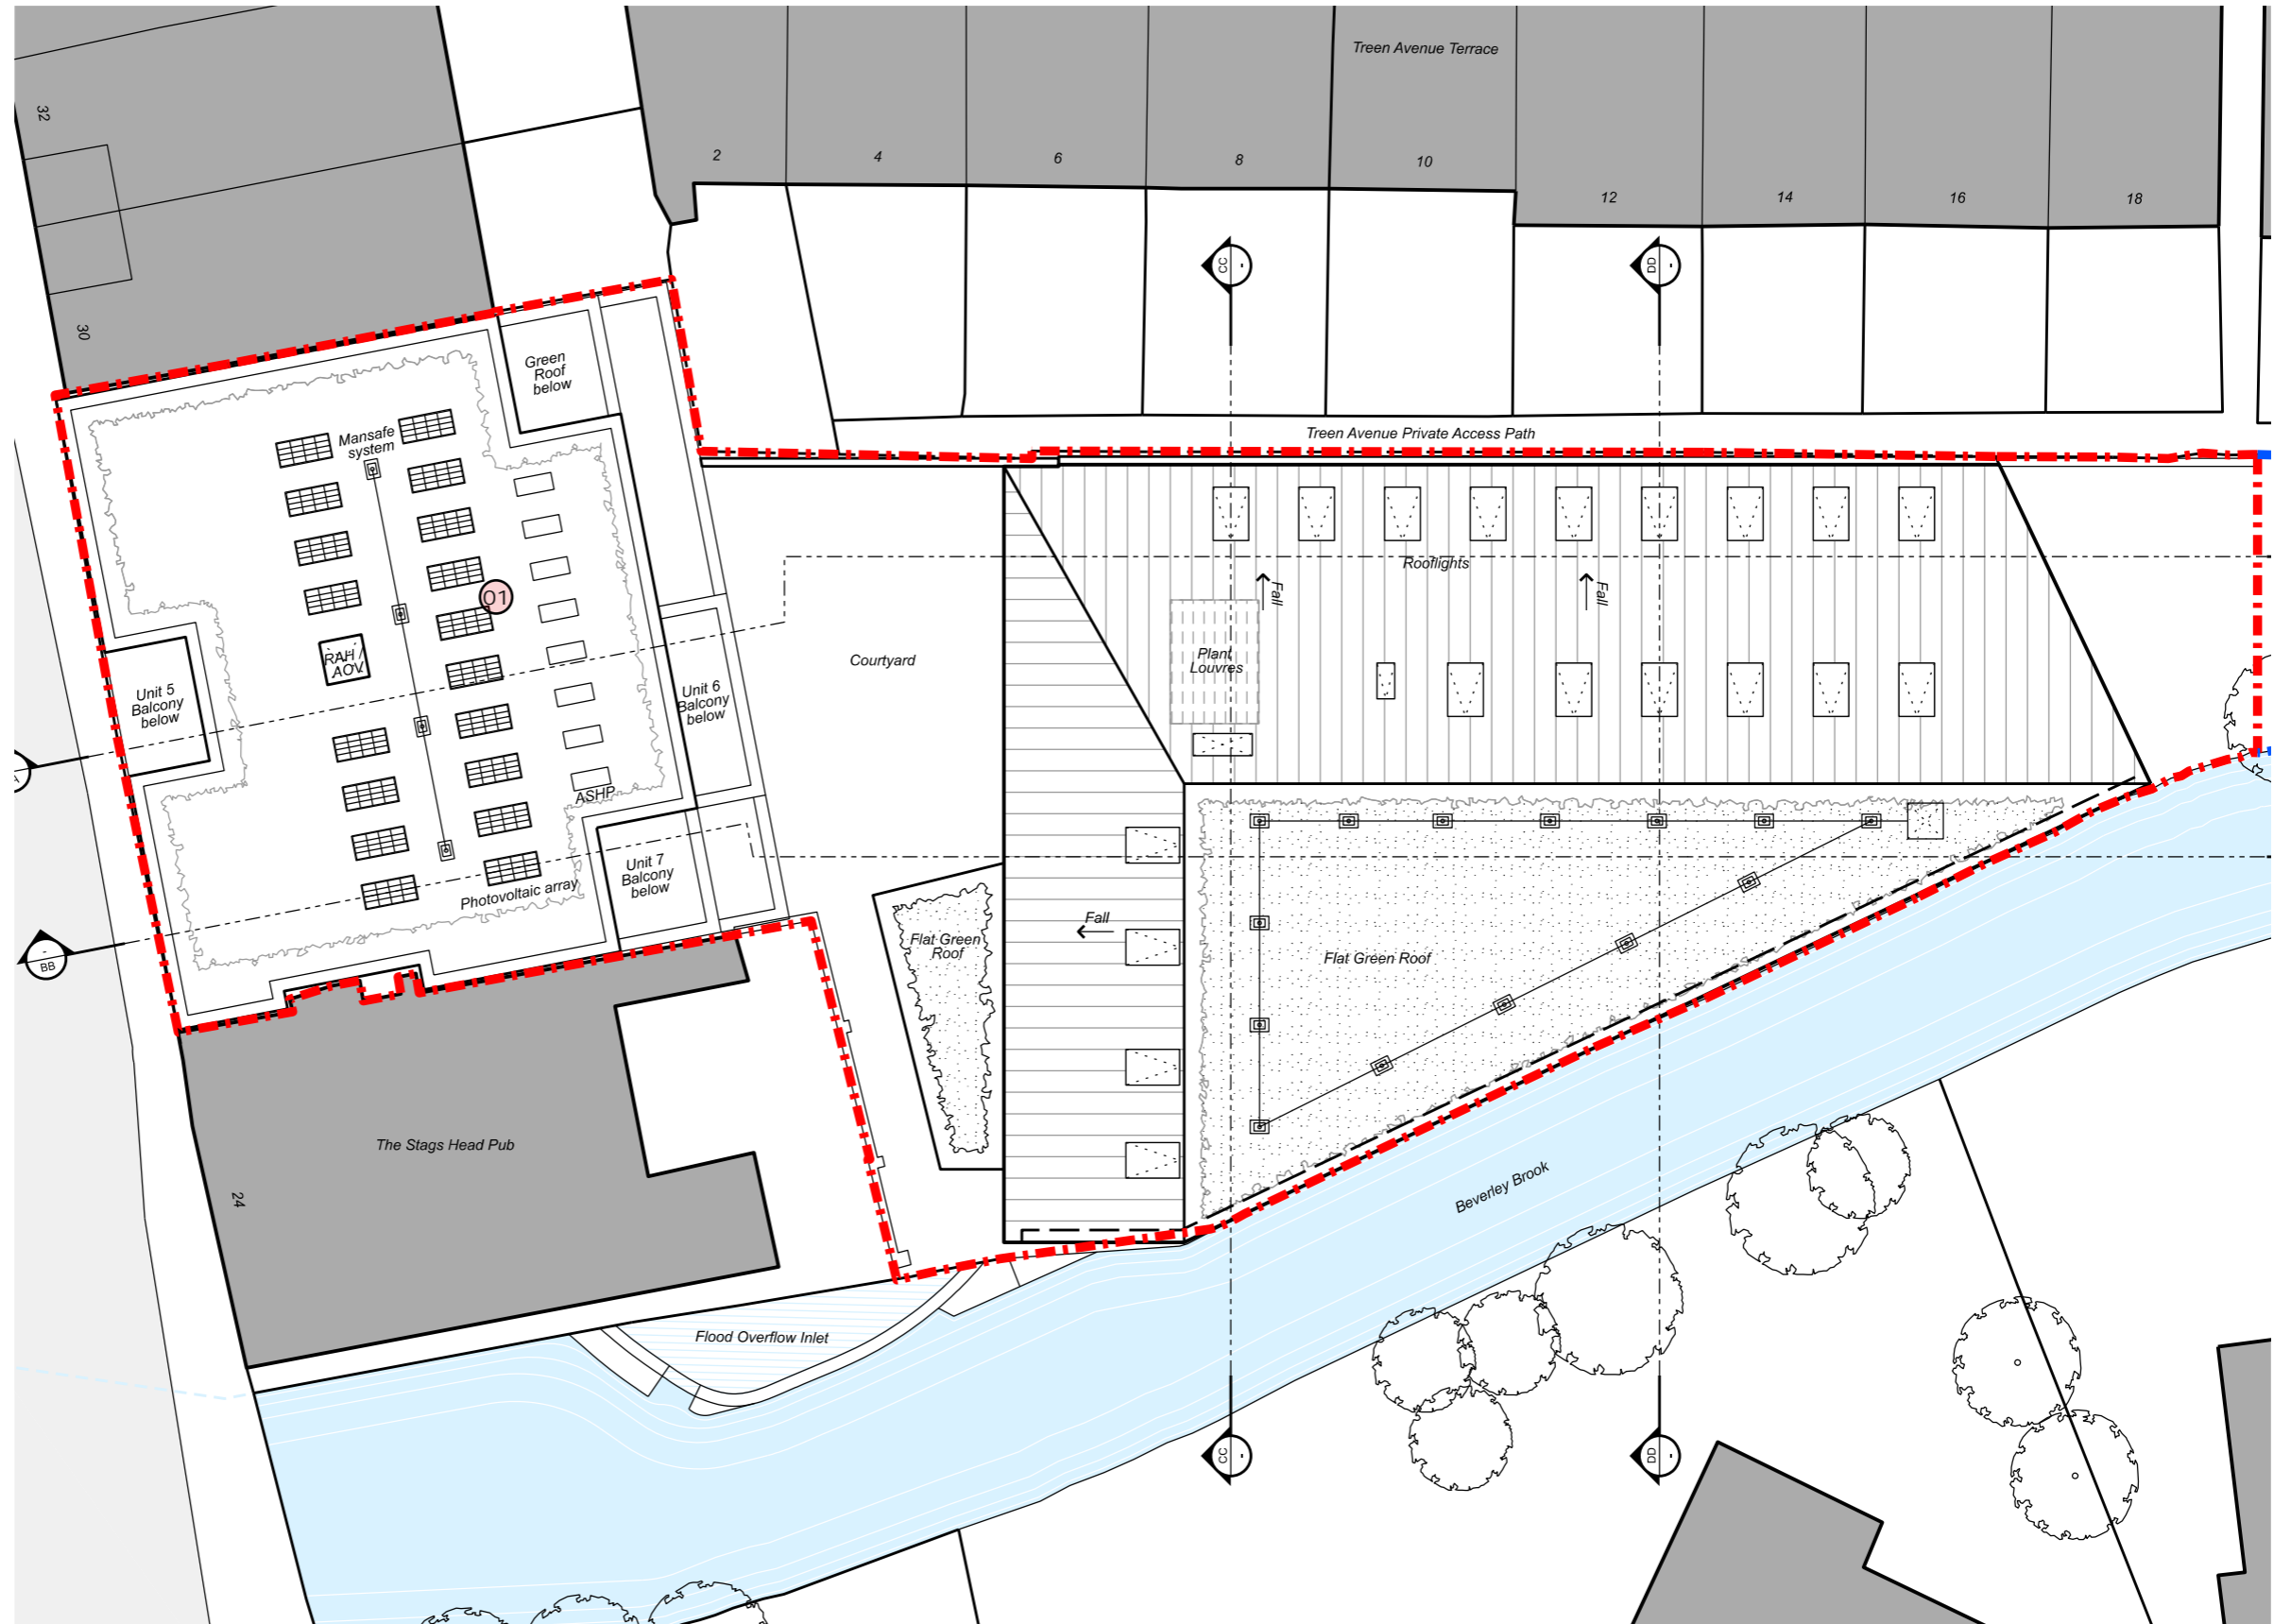 Treen Avenue Terrace
32
2
4
6
8
10
12
14
16
18
30
CC
DD
Green
Roof
below
Mansafe
system
Treen Avenue Private Access Path
01
Rooflights
Fall
Fall
RAH /
AOV
Courtyard
Plant
Louvres
Unit 5
Balcony
below
Unit 6
Balcony
below
ASHP
Unit 7
Balcony
below
Photovoltaic array
Fall
Flat Green
Roof
Flat Green Roof
BB
The Stags Head Pub
24
Beverley Brook
Flood Overflow Inlet
CC
DD